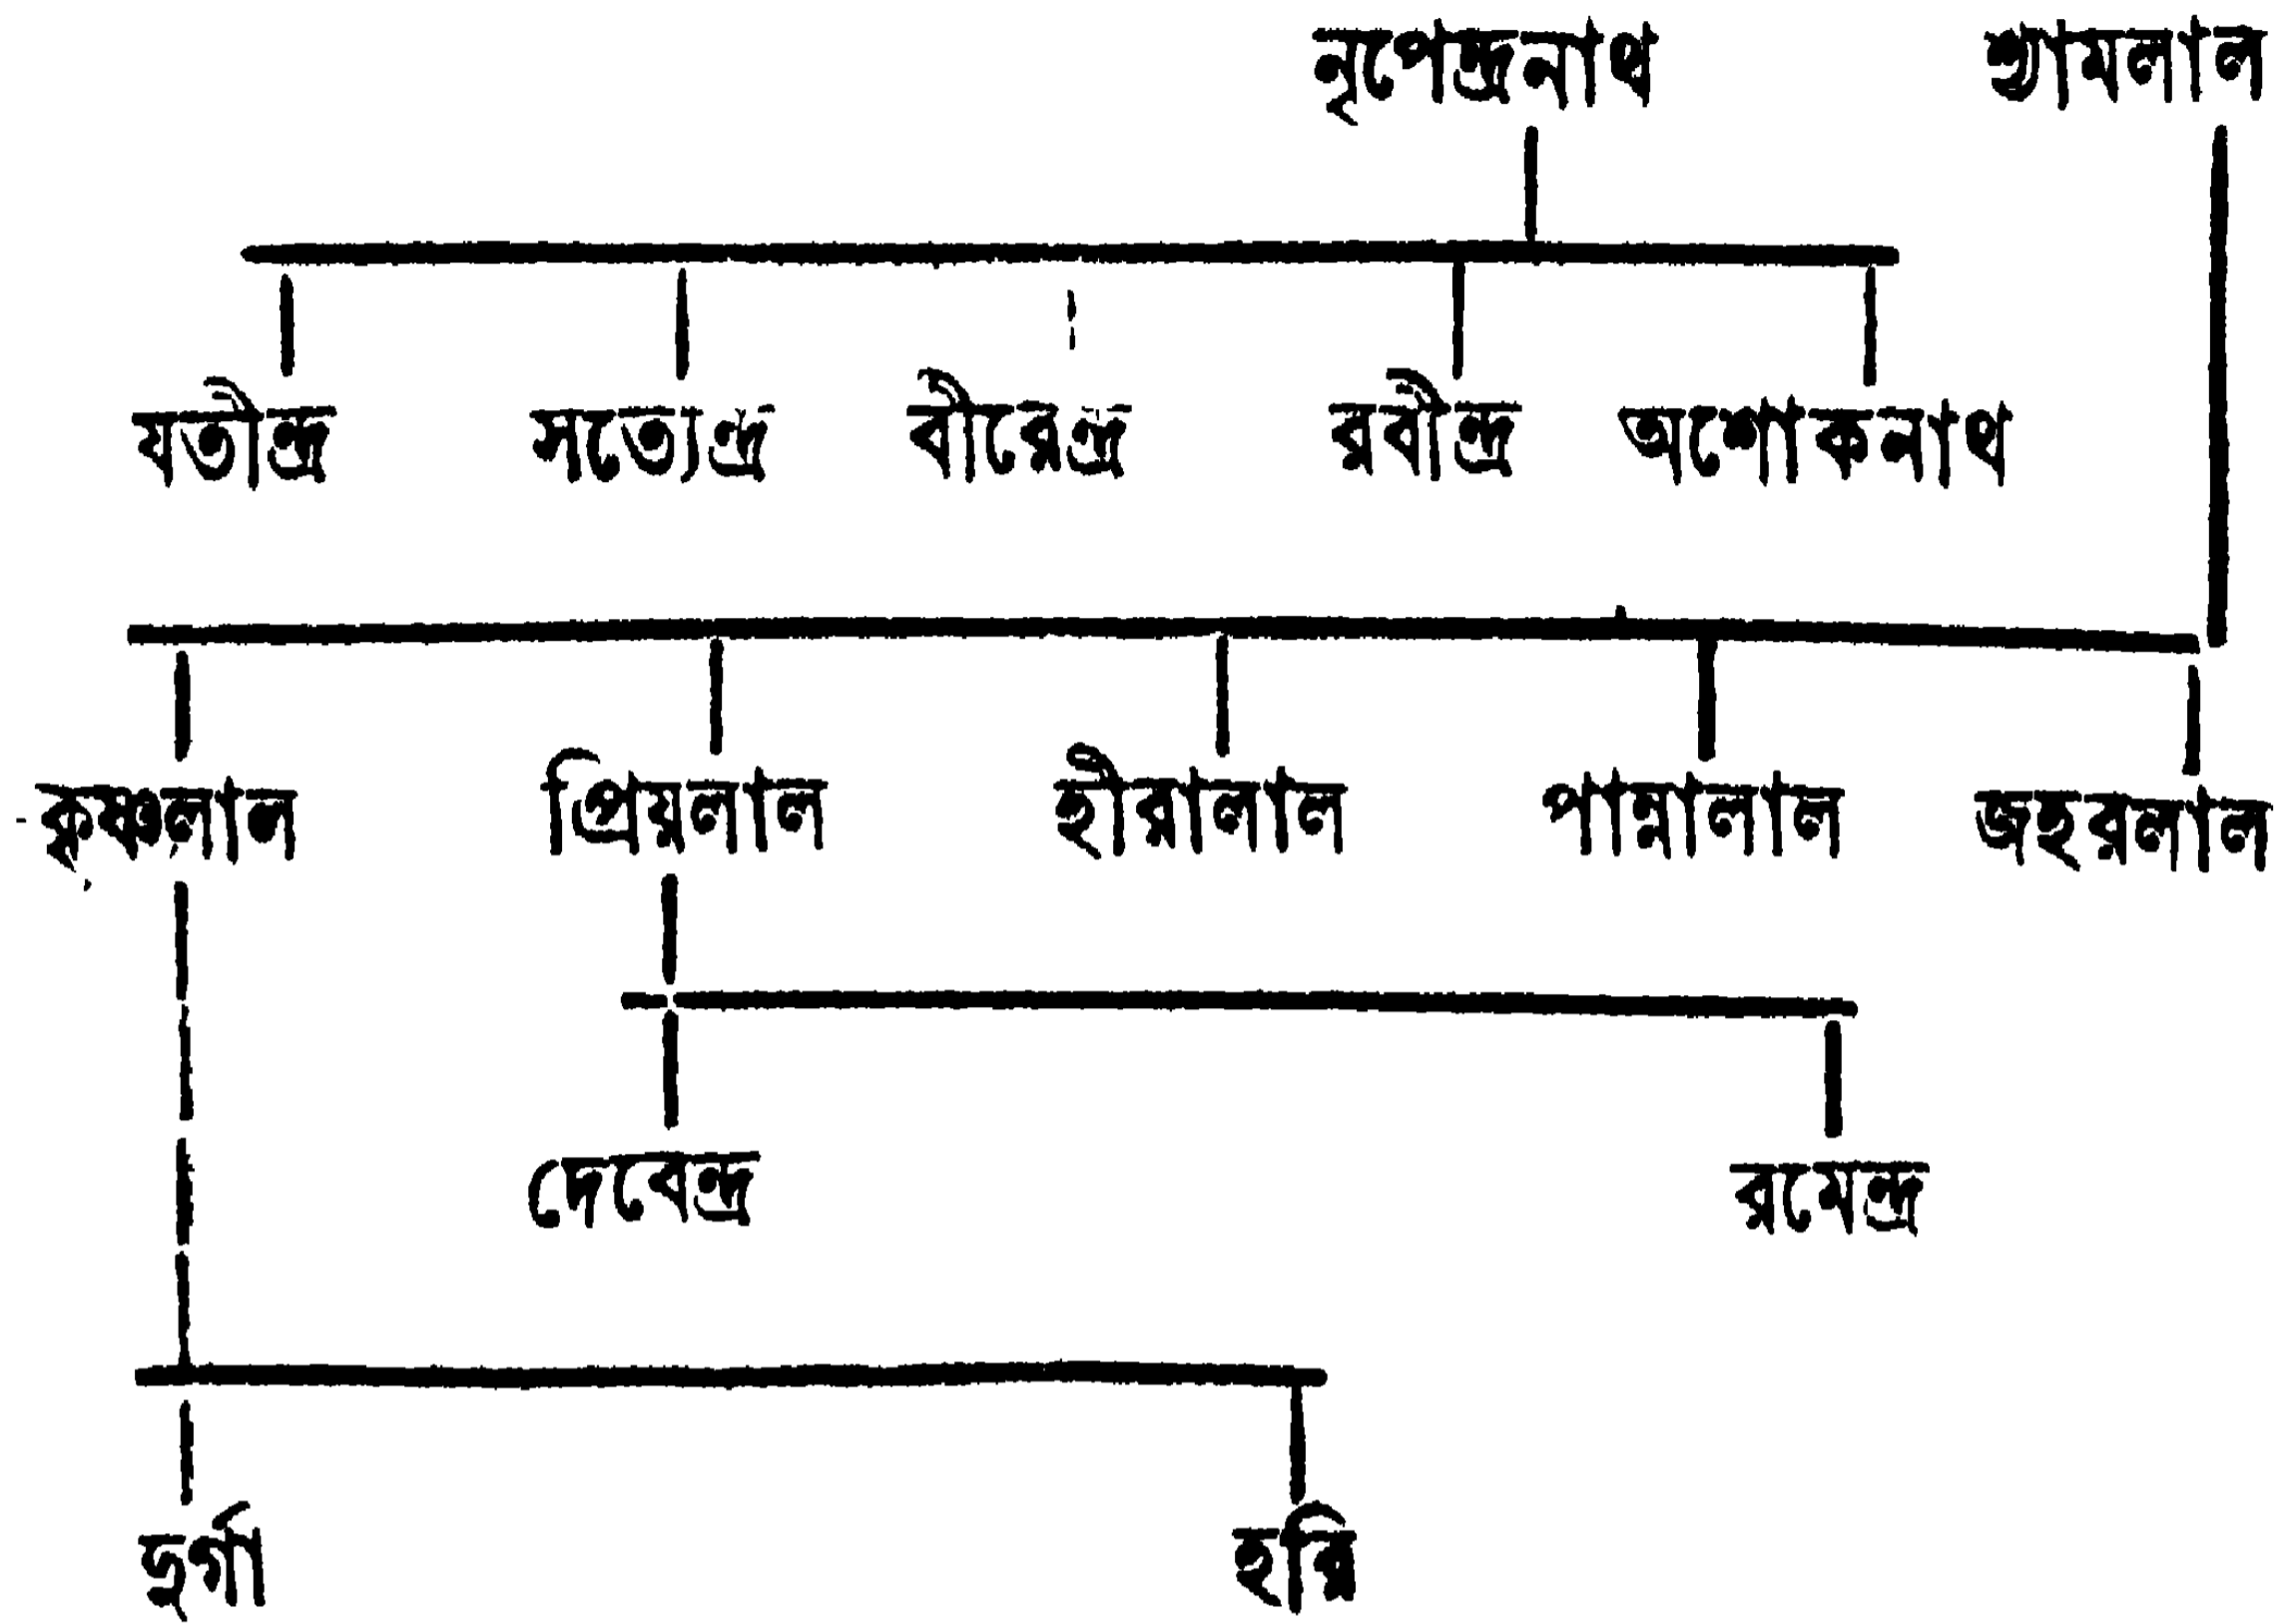 নৃপেন্দ্রনাথ শ্যামলাল
যতীন্দ্র সত্যেন্দ্র বীরেন্দ্র রবীন্দ্র অশোকনাথ
কৃষ্ণলাল প্রিয়লাল হীরালাল পান্নালাল জহরলাল
দেবেন্দ্র রমেন্দ্র
দুর্গা হরি